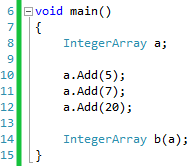 6 void main()
7 {
8 IntegerArray a;
9
10 a.Add(5);
11 a.Add(7);
12 a.Add(20);
13
14 IntegerArray b(a);
15 }